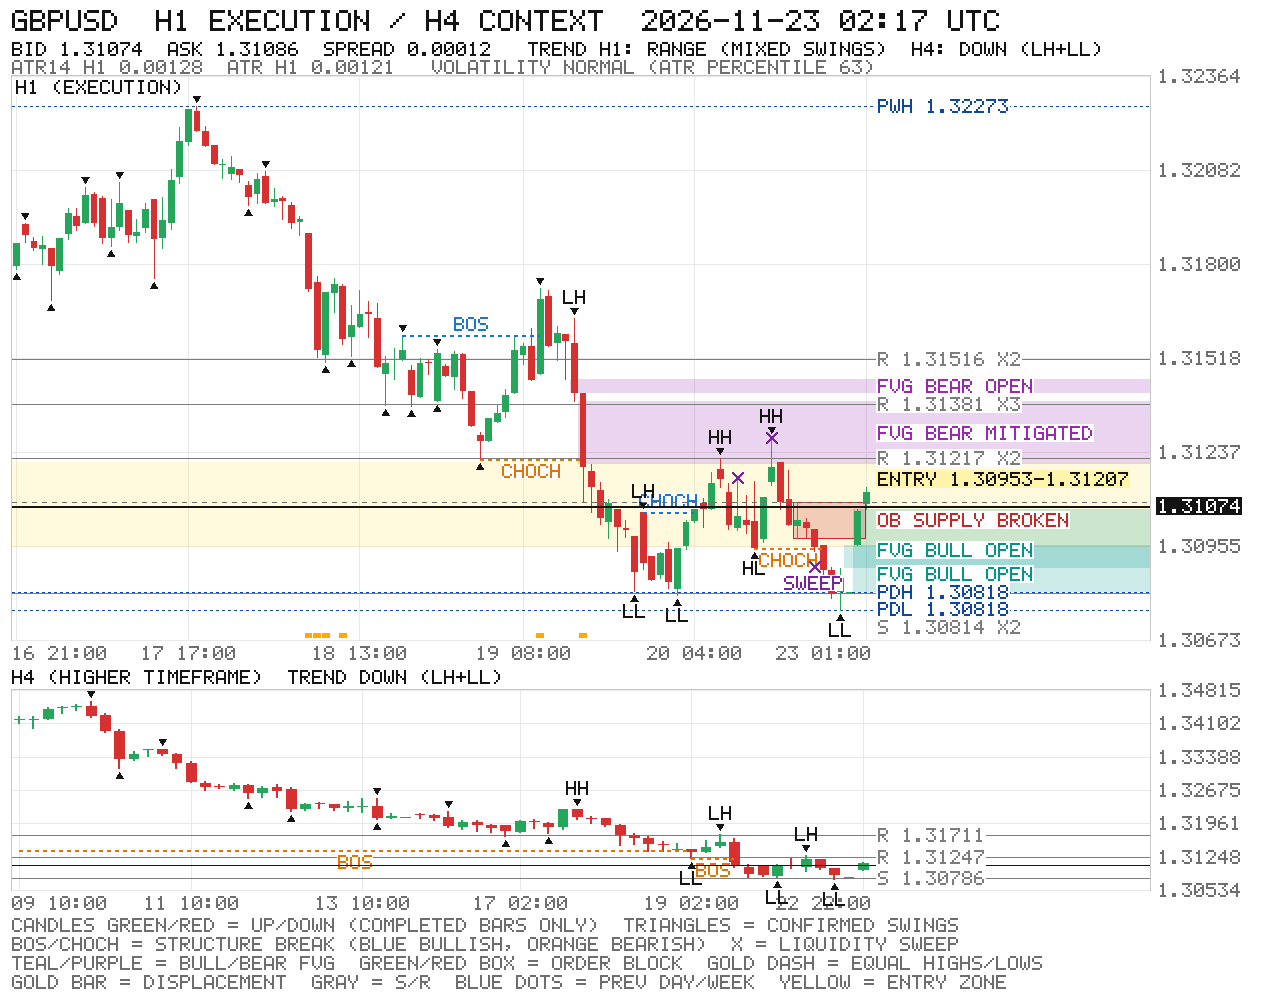 GBPUSD  H1 EXECUTION / H4 CONTEXT  2026-11-23 02:17 UTC
BID 1.31074  ASK 1.31086  SPREAD 0.00012  TREND H1: RANGE (MIXED SWINGS)  H4: DOWN (LH+LL)
ATR14 H1 0.00128  ATR H1 0.00121  VOLATILITY NORMAL (ATR PERCENTILE 63)
1.32364
H1 (EXECUTION)
PWH 1.32273
1.32082
1.31800
LH
BOS
R 1.31516 X2
1.31518
FVG BEAR OPEN
R 1.31381 X3
HH
HH
FVG BEAR MITIGATED
R 1.31217 X2
1.31237
CHOCH
ENTRY 1.30953-1.31207
LH
CHOCH
1.31074
OB SUPPLY BROKEN
FVG BULL OPEN
1.30955
CHOCH
HL
FVG BULL OPEN
SWEEP
PDH 1.30818
PDL 1.30818
LL
LL
LL
S 1.30814 X2
1.30673
16 21:00
17 17:00
18 13:00
19 08:00
20 04:00
23 01:00
H4 (HIGHER TIMEFRAME)  TREND DOWN (LH+LL)
1.34815
1.34102
1.33388
1.32675
HH
LH
LH
1.31961
R 1.31711
R 1.31247
1.31248
BOS
BOS
LL
S 1.30786
1.30534
LL
LL
09 10:00
11 10:00
13 10:00
17 02:00
19 02:00
22 22:00
CANDLES GREEN/RED = UP/DOWN (COMPLETED BARS ONLY)  TRIANGLES = CONFIRMED SWINGS
BOS/CHOCH = STRUCTURE BREAK (BLUE BULLISH, ORANGE BEARISH)  X = LIQUIDITY SWEEP
TEAL/PURPLE = BULL/BEAR FVG  GREEN/RED BOX = ORDER BLOCK  GOLD DASH = EQUAL HIGHS/LOWS
GOLD BAR = DISPLACEMENT  GRAY = S/R  BLUE DOTS = PREV DAY/WEEK  YELLOW = ENTRY ZONE